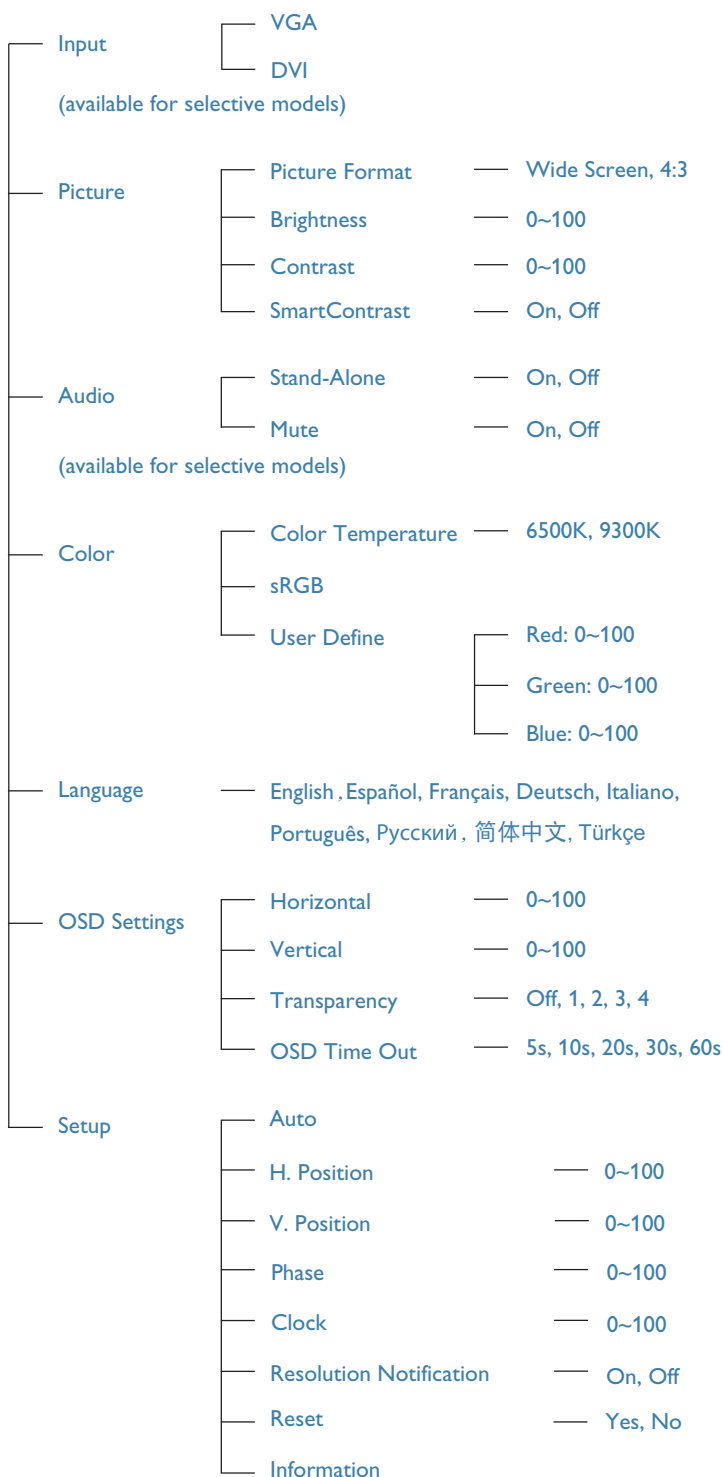 Input
VGA
DVI
(available for selective models)
Picture
Picture Format
Wide Screen, 4:3
Brightness
0~100
Contrast
0~100
SmartContrast
On, Off
Audio
Stand-Alone
On, Off
Mute
On, Off
(available for selective models)
Color
Color Temperature
6500K, 9300K
sRGB
User Define
Red: 0~100
Green: 0~100
Blue: 0~100
Language
English, Español, Français, Deutsch, Italiano,
Português, Русский, 简体中文, Türkçe
OSD Settings
Horizontal
0~100
Vertical
0~100
Transparency
Off, 1, 2, 3, 4
OSD Time Out
5s, 10s, 20s, 30s, 60s
Setup
Auto
H. Position
0~100
V. Position
0~100
Phase
0~100
Clock
0~100
Resolution Notification
On, Off
Reset
Yes, No
Information